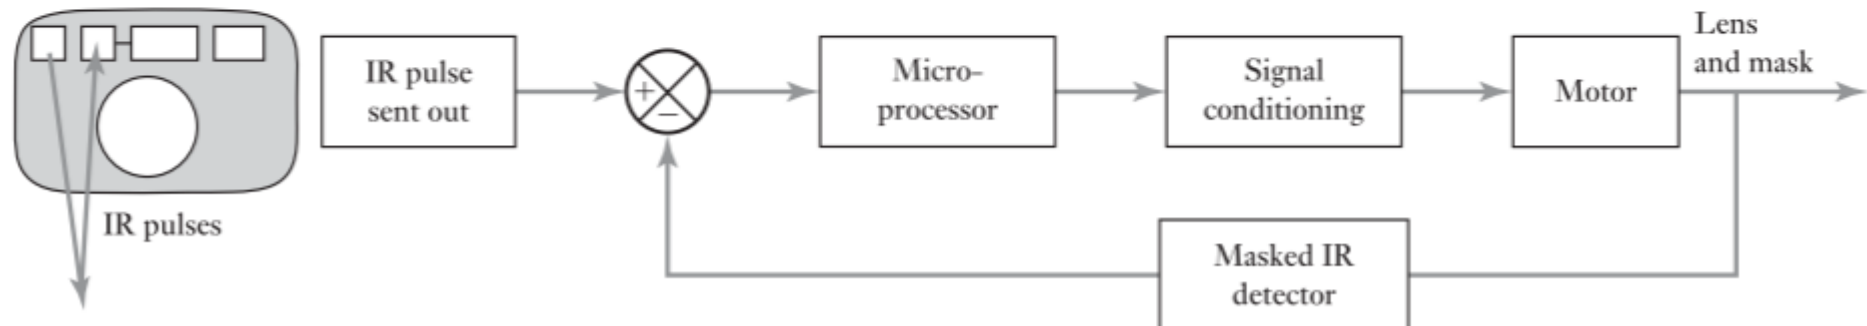 IR pulses
IR pulse
sent out
+
−
Micro-
processor
Signal
conditioning
Motor
Lens
and mask
Masked IR
detector